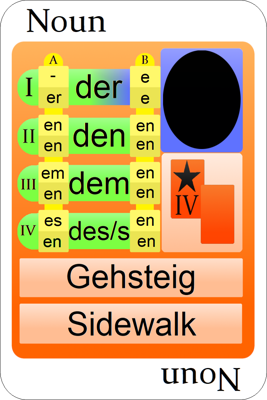 Noun
A B
- e
I der
er e
en en
II den
en en
em en
III dem
en en
es en
IV des/s
en en
IV
Gehsteig
Sidewalk
Noun